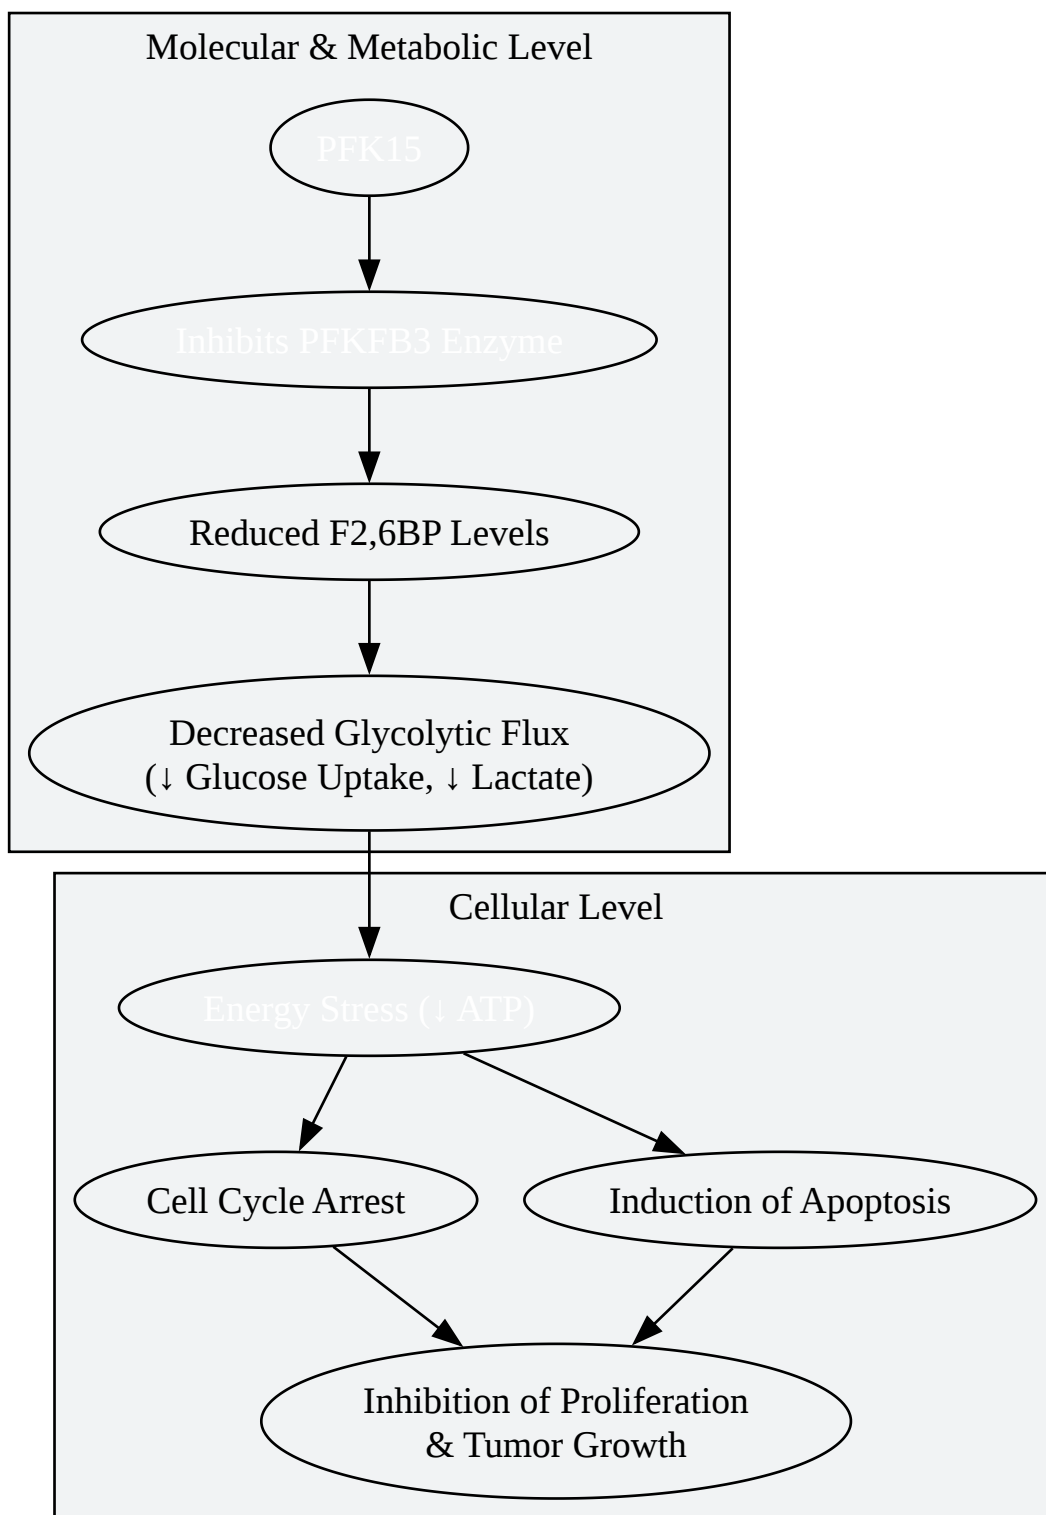 Molecular & Metabolic Level
PFK15
Inhibits PFKFB3 Enzyme
Reduced F2,6BP Levels
Decreased Glycolytic Flux
(↓ Glucose Uptake, ↓ Lactate)
Cellular Level
Energy Stress (↓ ATP)
Cell Cycle Arrest
Induction of Apoptosis
Inhibition of Proliferation
& Tumor Growth